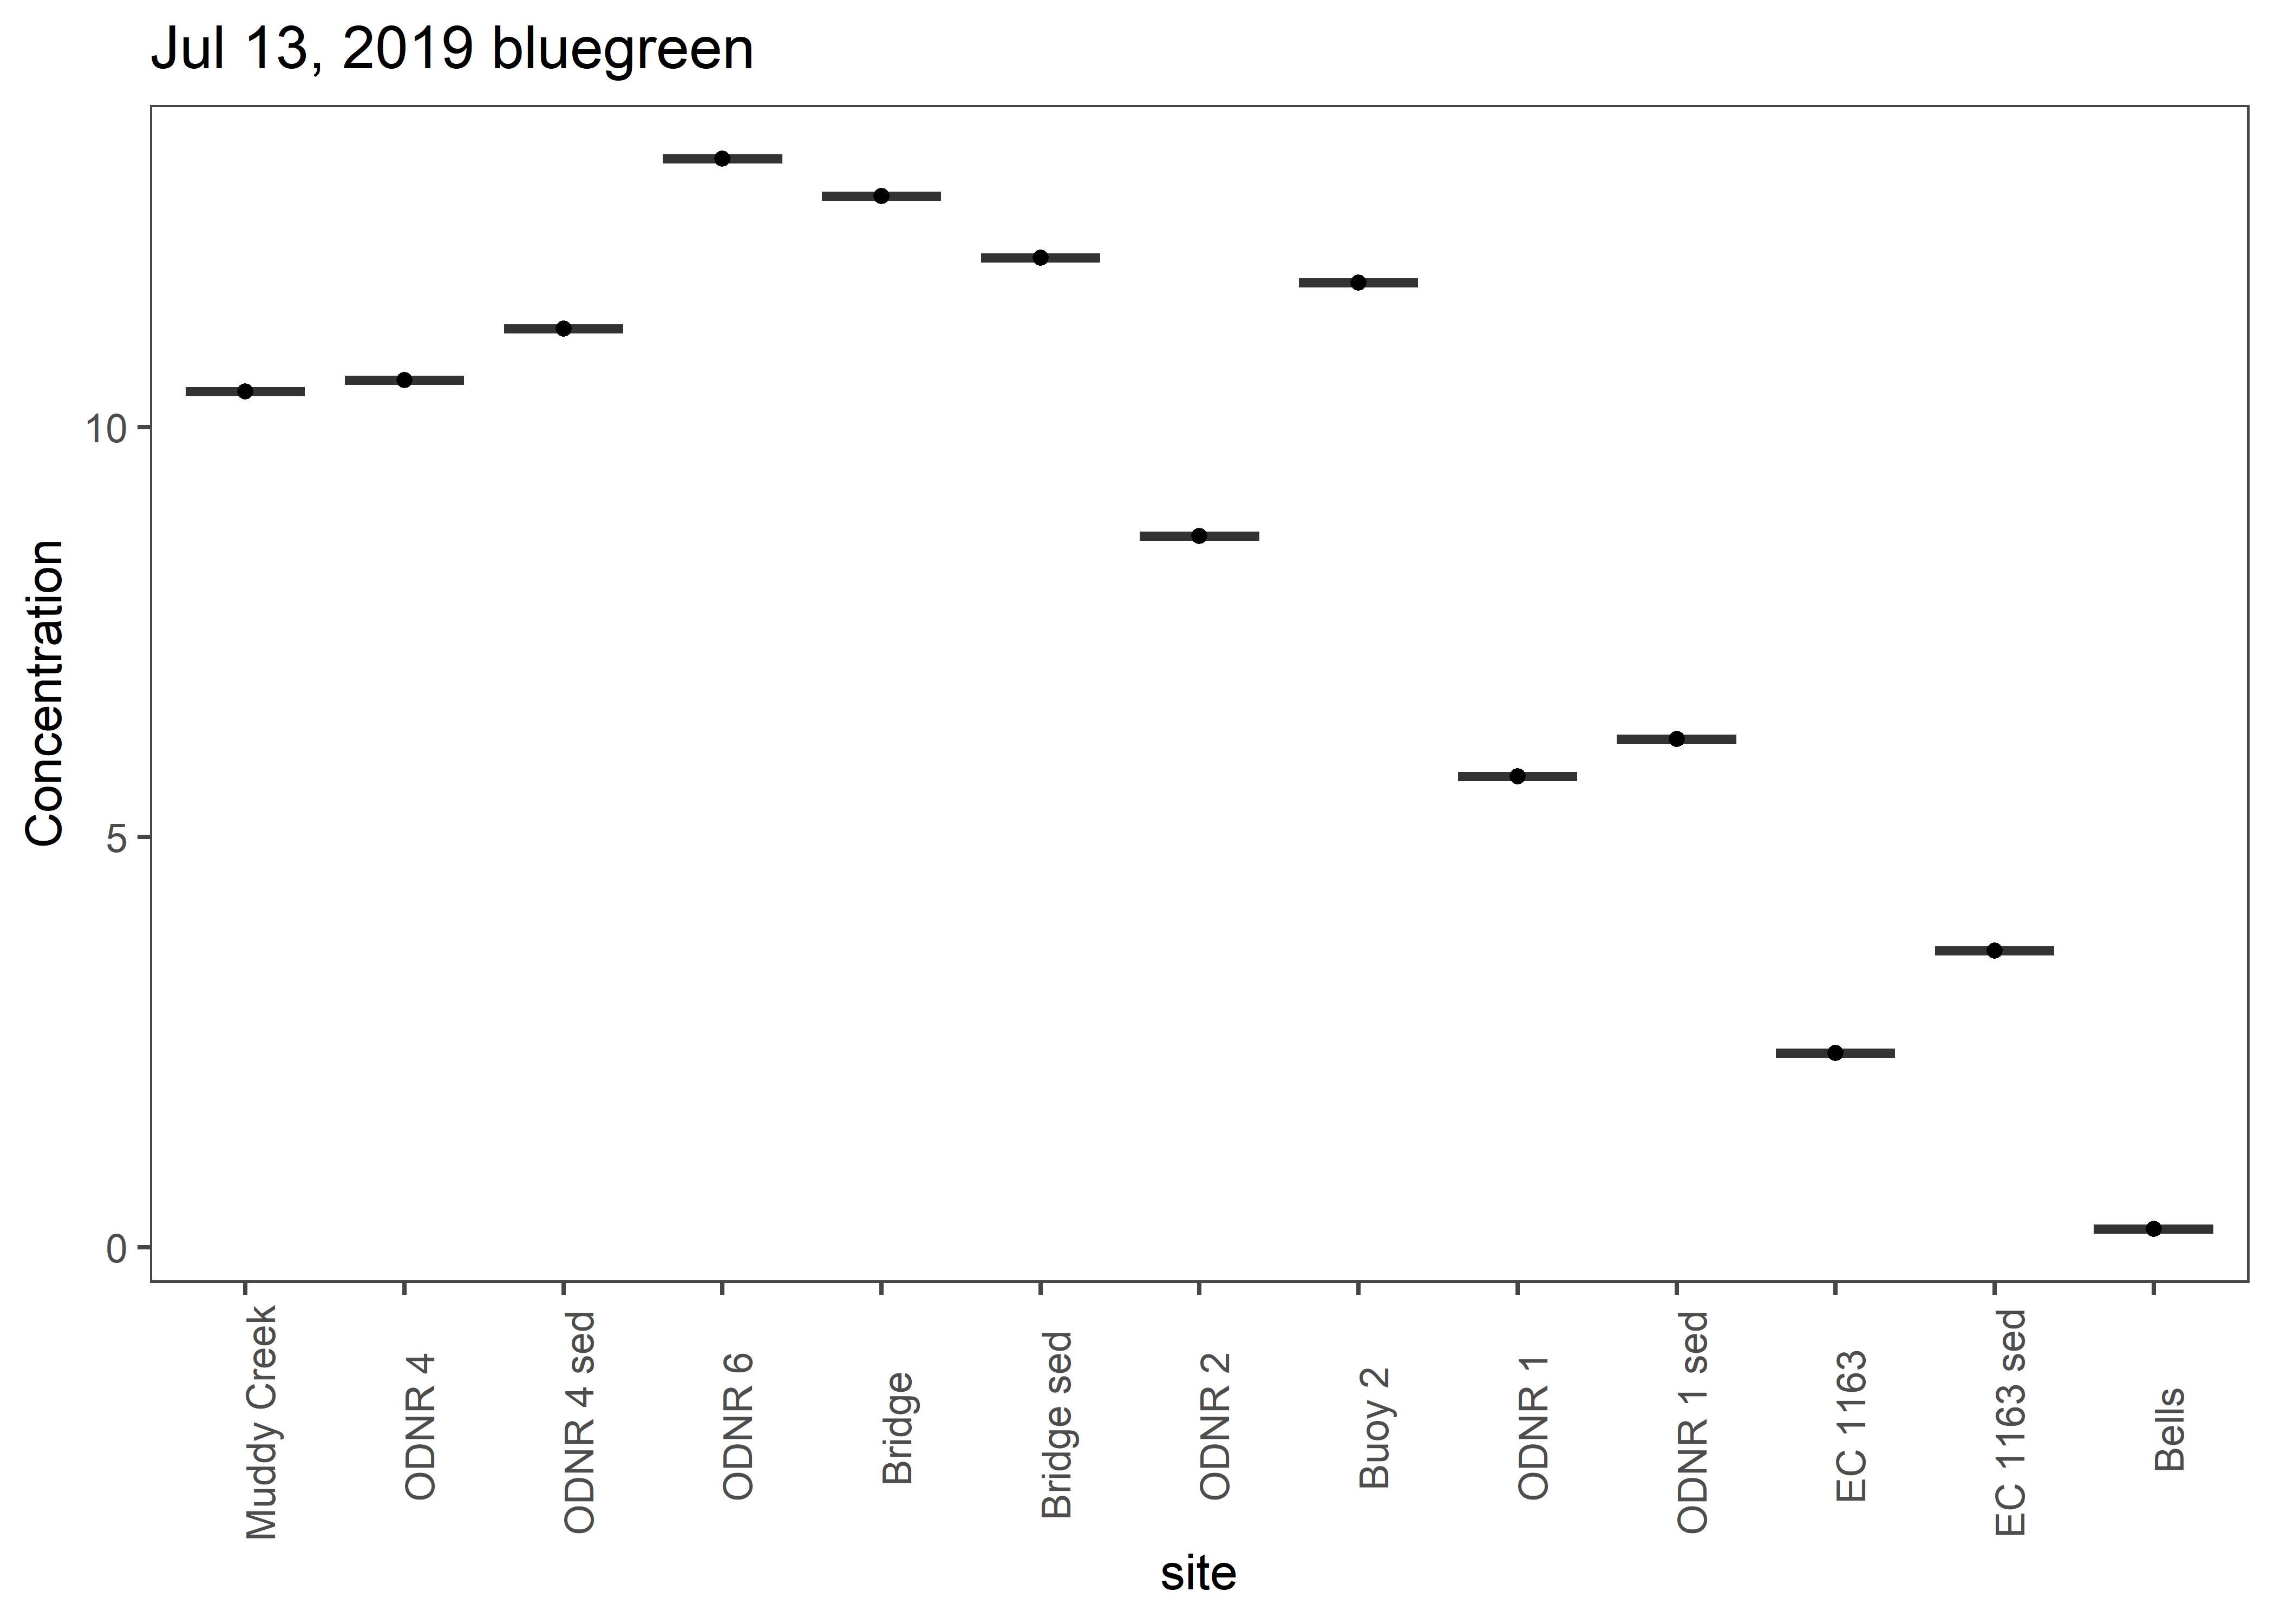 Jul 13, 2019 bluegreen
Concentration
10
5
0
Muddy Creek
ODNR 4
ODNR 4 sed
ODNR 6
Bridge
Bridge sed
ODNR 2
Buoy 2
ODNR 1
ODNR 1 sed
EC 1163
EC 1163 sed
Bells
site